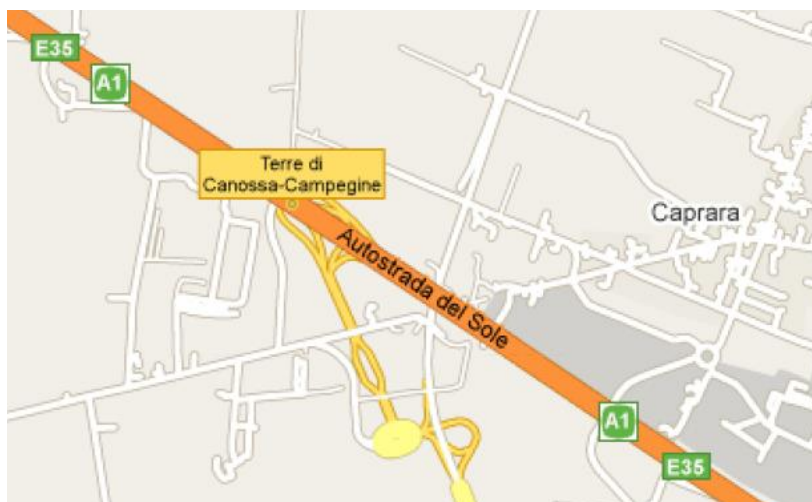 E35
A1
Terre di
Canossa-Campegine
Caprara
Autostrada del Sole
A1
E35